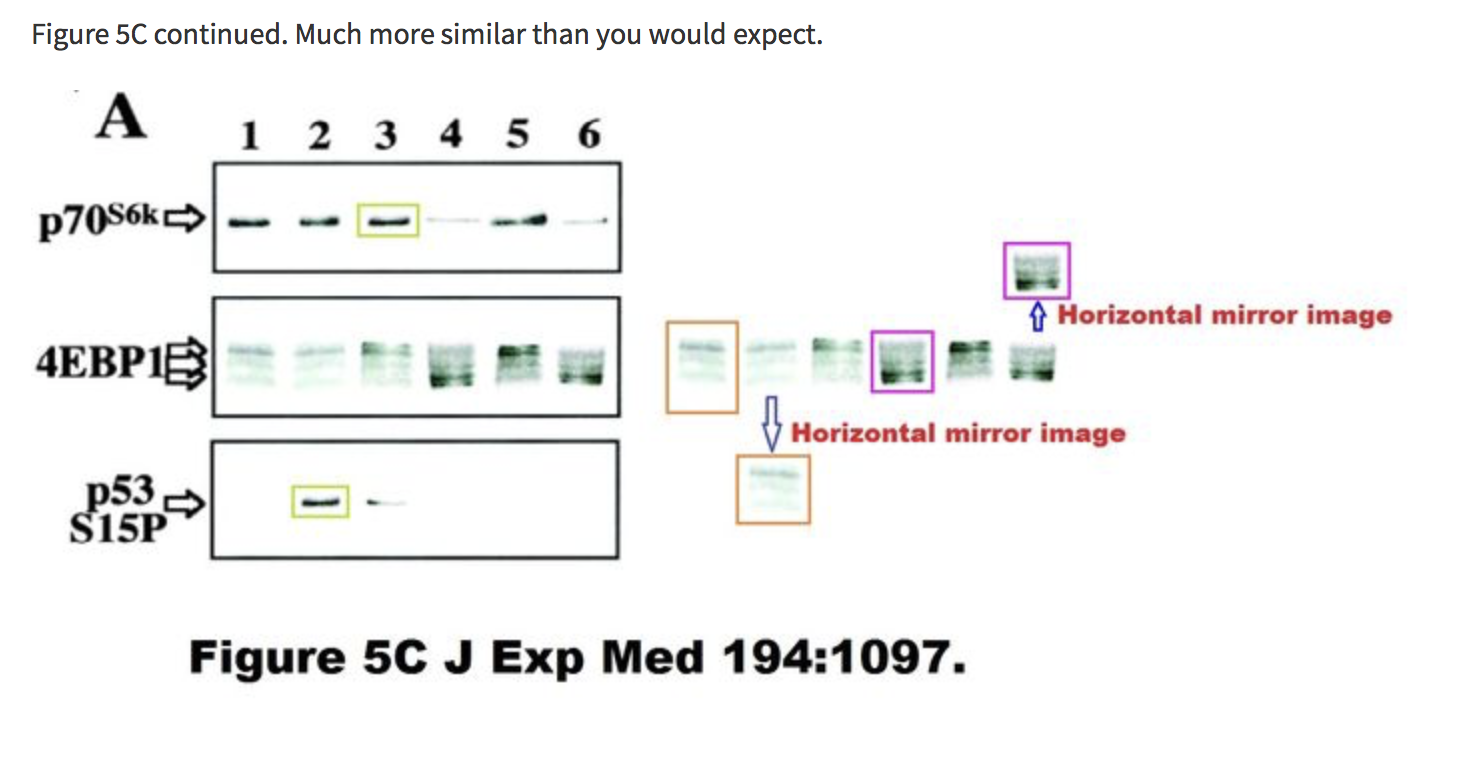 Figure 5C continued. Much more similar than you would expect.
A
1 2 3 4 5 6
p70S6k
4EBP1
p53
S15P
Horizontal mirror image
Horizontal mirror image
Figure 5C J Exp Med 194:1097.